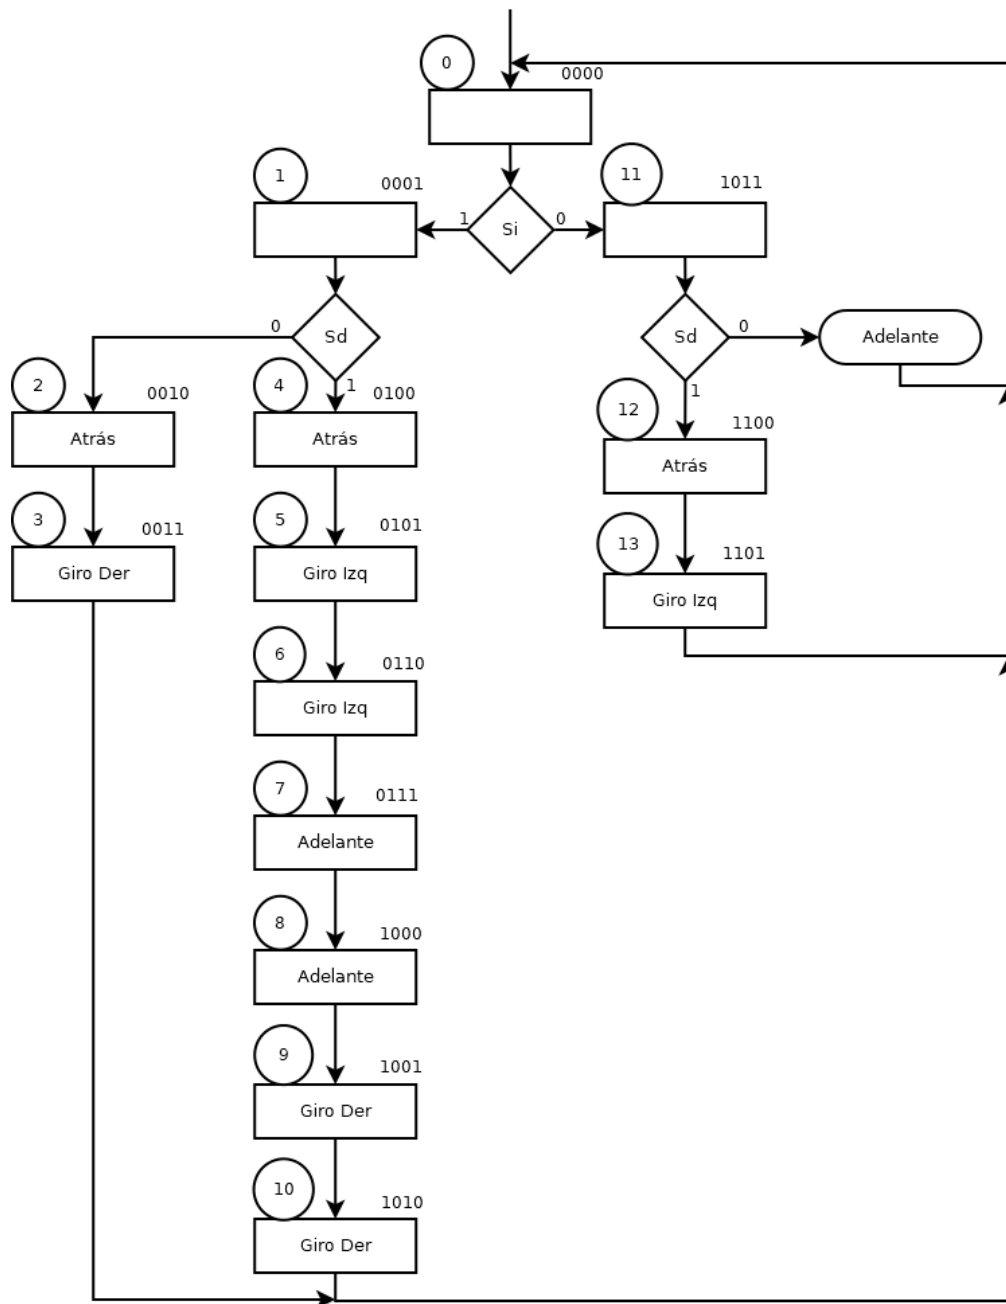 0
0000
1
0001
11
1011
1
Si
0
0
Sd
Sd
0
Adelante
2
0010
4
1
0100
12
1
1100
Atrás
Atrás
Atrás
3
0011
5
0101
13
1101
Giro Der
Giro Izq
Giro Izq
6
0110
Giro Izq
7
0111
Adelante
8
1000
Adelante
9
1001
Giro Der
10
1010
Giro Der